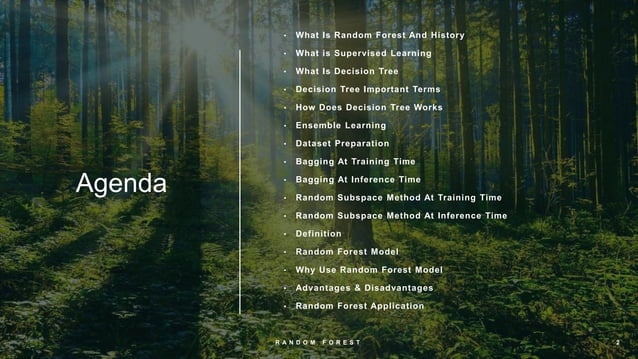 Agenda
• What Is Random Forest And History
• What is Supervised Learning
• What Is Decision Tree
• Decision Tree Important Terms
• How Does Decision Tree Works
• Ensemble Learning
• Dataset Preparation
• Bagging At Training Time
• Bagging At Inference Time
• Random Subspace Method At Training Time
• Random Subspace Method At Inference Time
• Definition
• Random Forest Model
• Why Use Random Forest Model
• Advantages & Disadvantages
• Random Forest Application
RANDOM FOREST 2